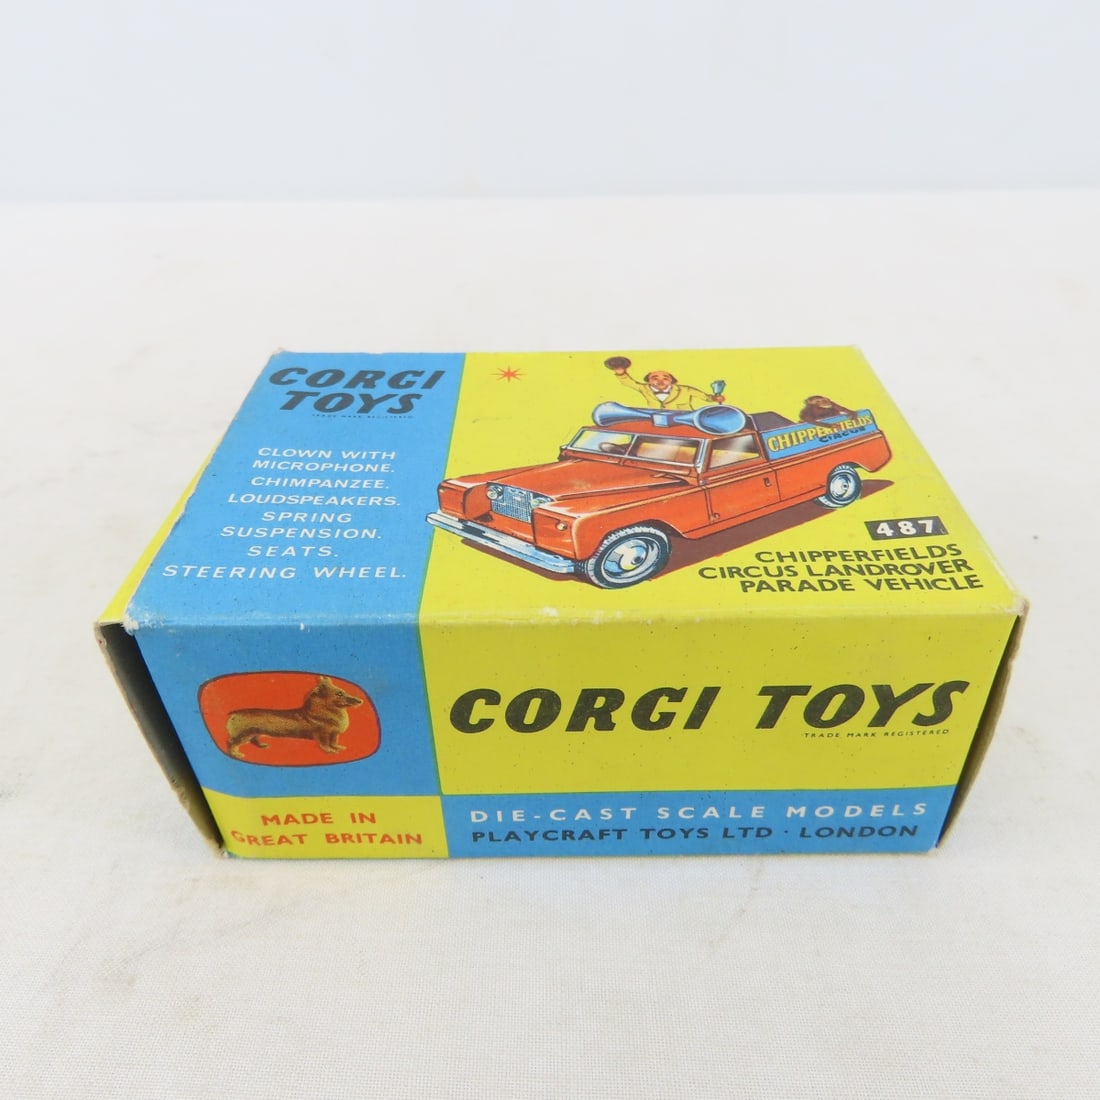 CORGI
TOYS
TRADE MARK REGISTERED
CLOWN WITH
MICROPHONE.
CHIMPANZEE.
LOUDSPEAKERS.
SPRING
SUSPENSION.
SEATS.
STEERING WHEEL.
CHIPPERFIELDS
CIRCUS
487
CHIPPERFIELDS
CIRCUS LANDROVER
PARADE VEHICLE
CORGI TOYS
TRADE MARK REGISTERED
MADE IN
GREAT BRITAIN
DIE-CAST SCALE MODELS
PLAYCRAFT TOYS LTD · LONDON